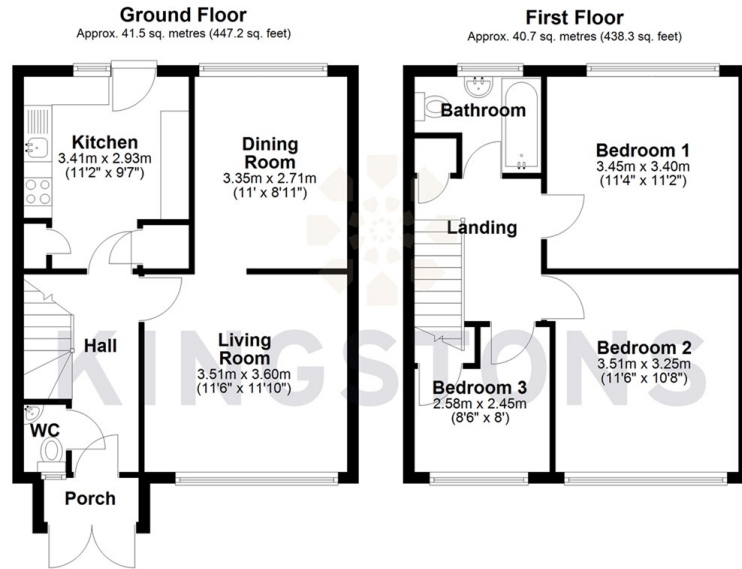 Ground Floor
Approx. 41.5 sq. metres (447.2 sq. feet)
Kitchen
3.41m x 2.93m
(11'2" x 9'7")
Dining
Room
3.35m x 2.71m
(11' x 8'11")
Hall
Living
Room
3.51m x 3.60m
(11'6" x 11'10")
WC
Porch
First Floor
Approx. 40.7 sq. metres (438.3 sq. feet)
Bathroom
Bedroom 1
3.45m x 3.40m
(11'4" x 11'2")
Landing
Bedroom 2
3.51m x 3.25m
(11'6" x 10'8")
Bedroom 3
2.58m x 2.45m
(8'6" x 8')
KINGSTONS